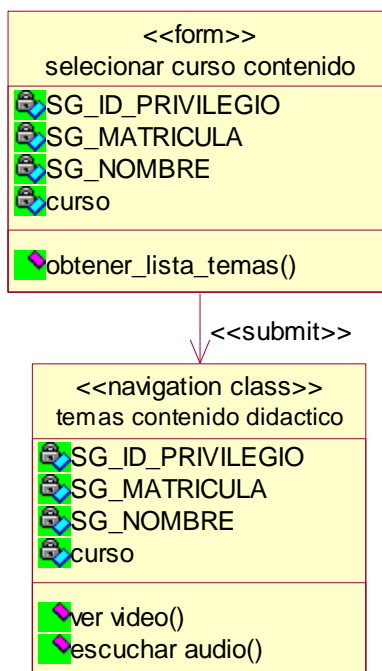 <<form>>
selecionar curso contenido
SG_ID_PRIVILEGIO
SG_MATRICULA
SG_NOMBRE
curso
obtener_lista_temas()
<<submit>>
<<navigation class>>
temas contenido didactico
SG_ID_PRIVILEGIO
SG_MATRICULA
SG_NOMBRE
curso
ver video()
escuchar audio()